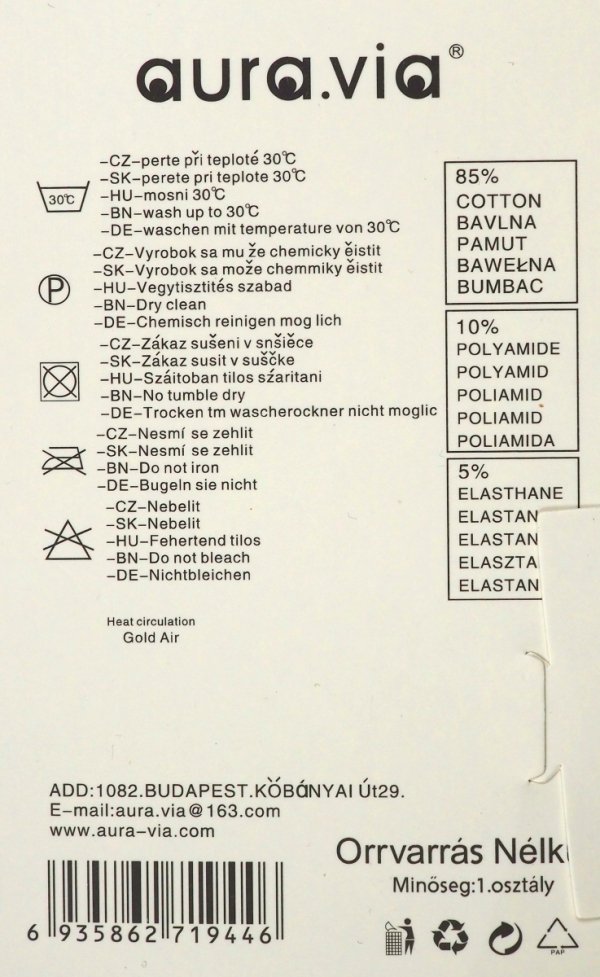 aura.via®
30℃
-CZ-perte při teploté 30℃
-SK-perete pri teplote 30℃
-HU-mosni 30℃
-BN-wash up to 30℃
-DE-waschen mit temperature von 30℃
P
-CZ-Vyrobok sa mu že chemicky ěistit
-SK-Vyrobok sa može chemmiky ěistit
-HU-Vegytisztités szabad
-BN-Dry clean
-DE-Chemisch reinigen mog lich
-CZ-Zákaz sušeni v snšiěce
-SK-Zákaz susit v suščke
-HU-Száitoban tilos sźaritani
-BN-No tumble dry
-DE-Trocken tm wascherockner nicht moglic
-CZ-Nesmí se zehlit
-SK-Nesmí se zehlit
-BN-Do not iron
-DE-Bugeln sie nicht
-CZ-Nebelit
-SK-Nebelit
-HU-Fehertend tilos
-BN-Do not bleach
-DE-Nichtbleichen
85%
COTTON
BAVLNA
PAMUT
BAWEŁNA
BUMBAC
10%
POLYAMIDE
POLYAMID
POLIAMID
POLIAMID
POLIAMIDA
5%
ELASTHANE
ELASTAN
ELASTAN
ELASZTA
ELASTAN
Heat circulation
Gold Air
ADD:1082.BUDAPEST.KŐBÁNYAI Út29.
E-mail:aura.via@163.com
www.aura-via.com
Orrvarrás Nélk
Minőseg:1.osztály
6 935862 719446
PAP